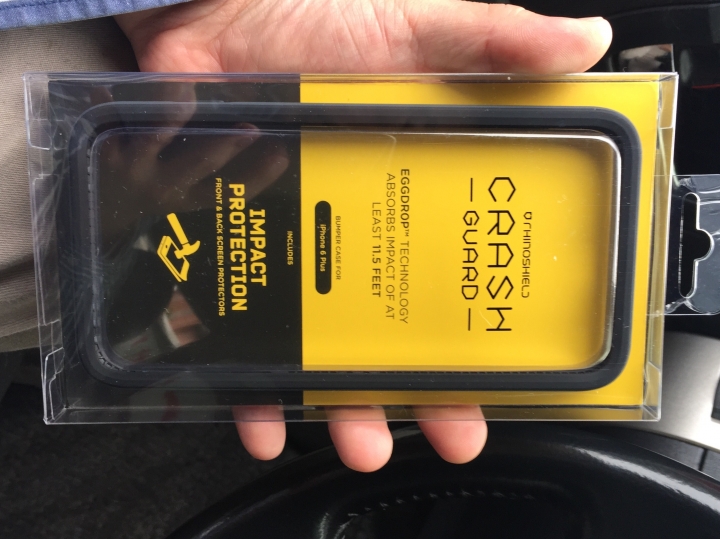 RHINOSHIELD
CRASH
— GUARD —
EGGDROP™ TECHNOLOGY
ABSORBS IMPACT OF AT
LEAST 11.5 FEET
BUMPER CASE FOR
iPhone 6 Plus
INCLUDES
IMPACT
PROTECTION
FRONT & BACK SCREEN PROTECTORS